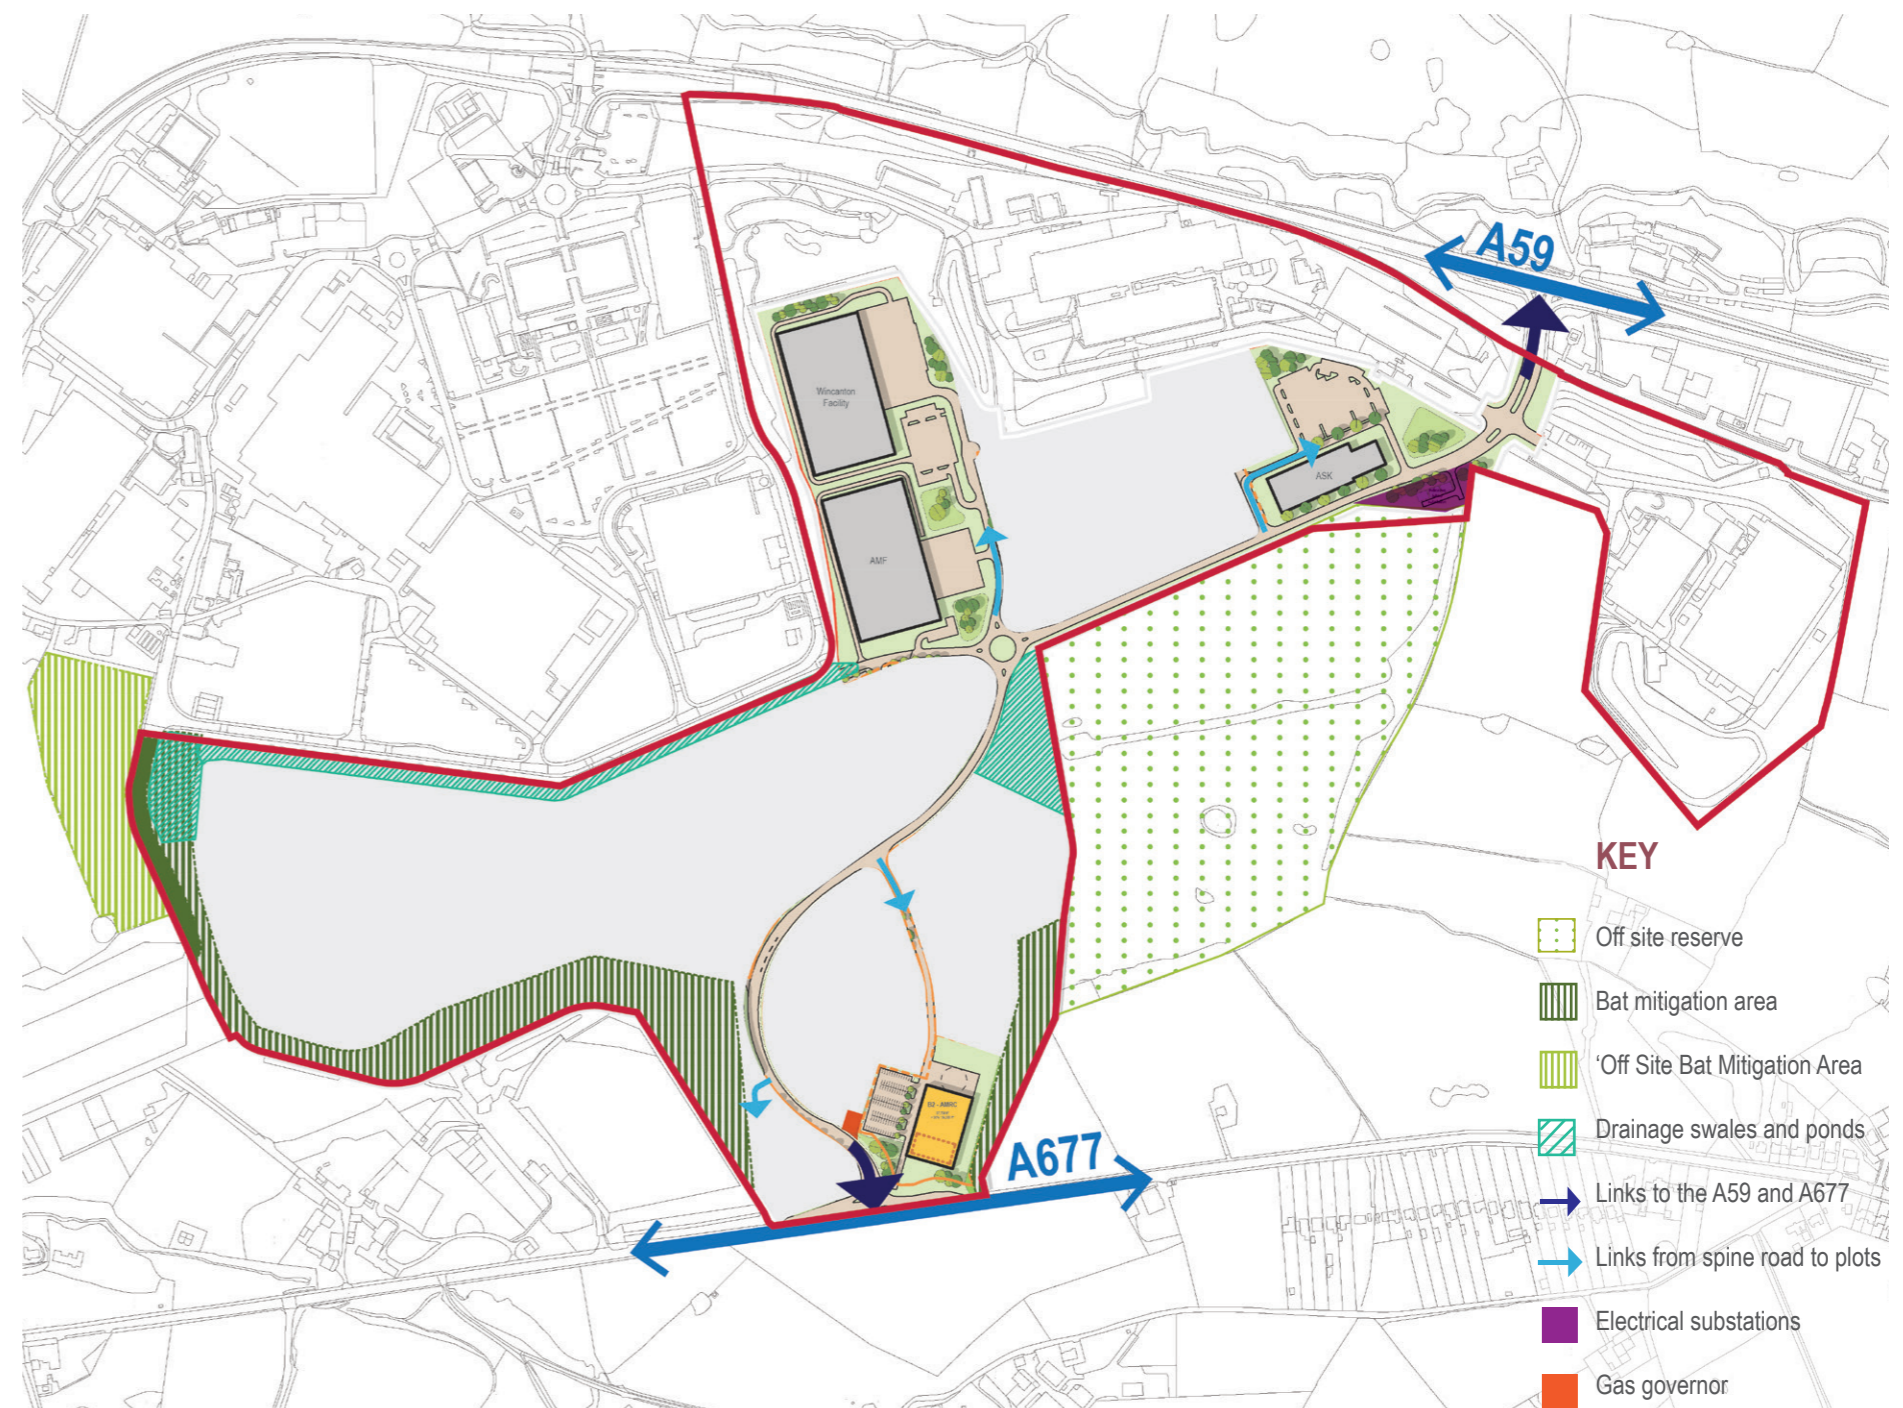 A59
Wincanton
Facility
ASK
AMF
A677
KEY
Off site reserve
Bat mitigation area
‘Off Site Bat Mitigation Area
Drainage swales and ponds
Links to the A59 and A677
Links from spine road to plots
Electrical substations
Gas governor